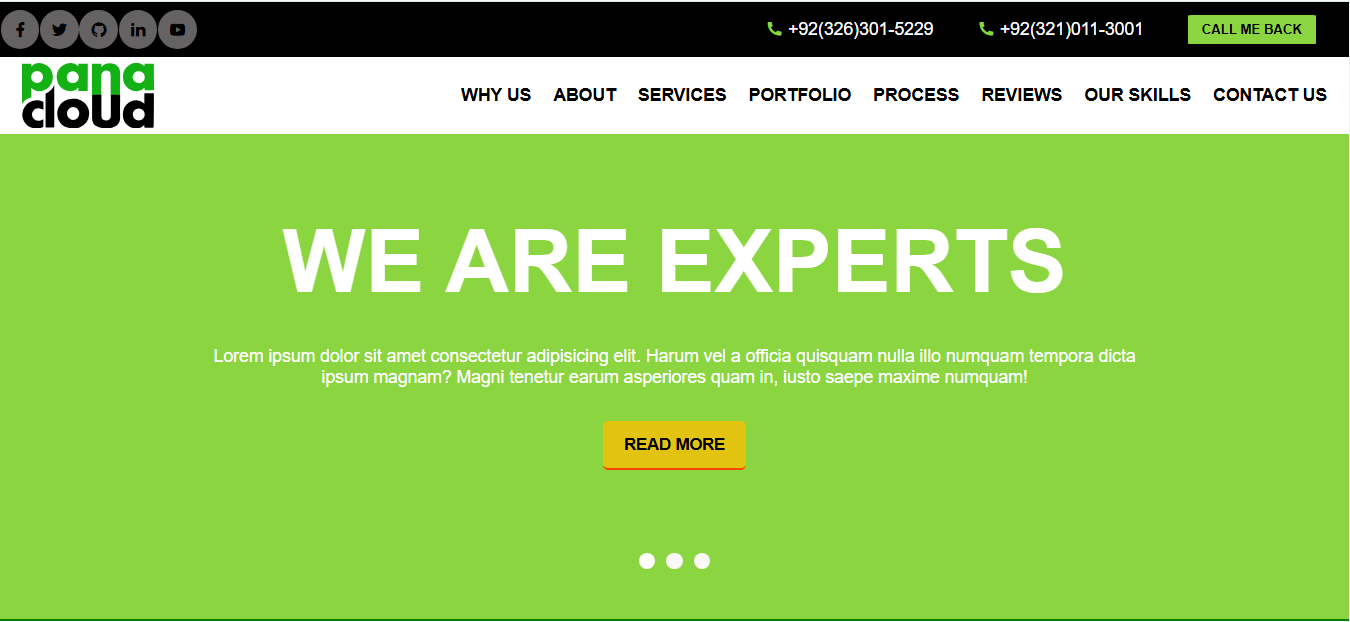 +92(326)301-5229 +92(321)011-3001 CALL ME BACK
pana
cloud
WHY US ABOUT SERVICES PORTFOLIO PROCESS REVIEWS OUR SKILLS CONTACT US
WE ARE EXPERTS
Lorem ipsum dolor sit amet consectetur adipisicing elit. Harum vel a officia quisquam nulla illo numquam tempora dicta
ipsum magnam? Magni tenetur earum asperiores quam in, iusto saepe maxime numquam!
READ MORE